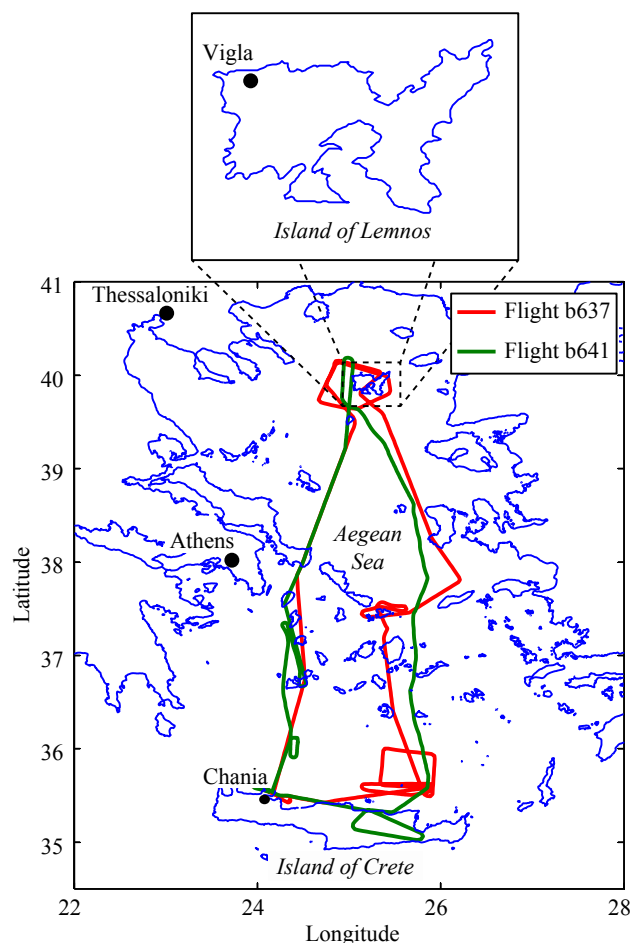 Vigla
Island of Lemnos
41
Thessaloniki
Flight b637
Flight b641
40
39
Aegean
Sea
Athens
38
Latitude
37
36
Chania
35
Island of Crete
22
24
26
28
Longitude